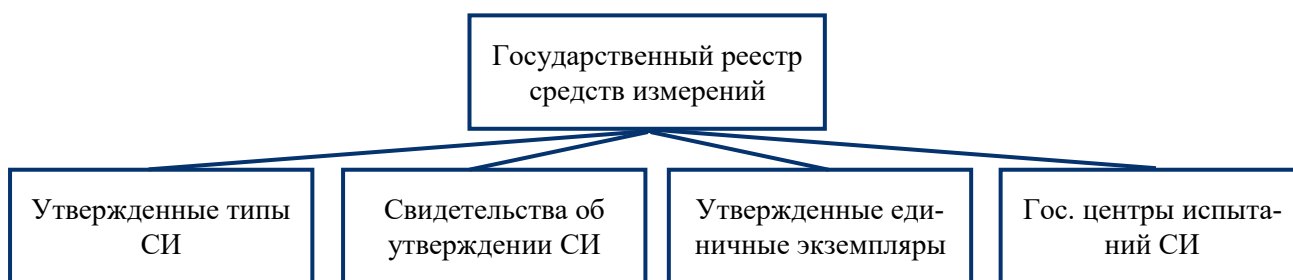 Государственный реестр
средств измерений
Утвержденные типы
СИ
Свидетельства об
утверждении СИ
Утвержденные еди-
ничные экземпляры
Гос. центры испыта-
ний СИ